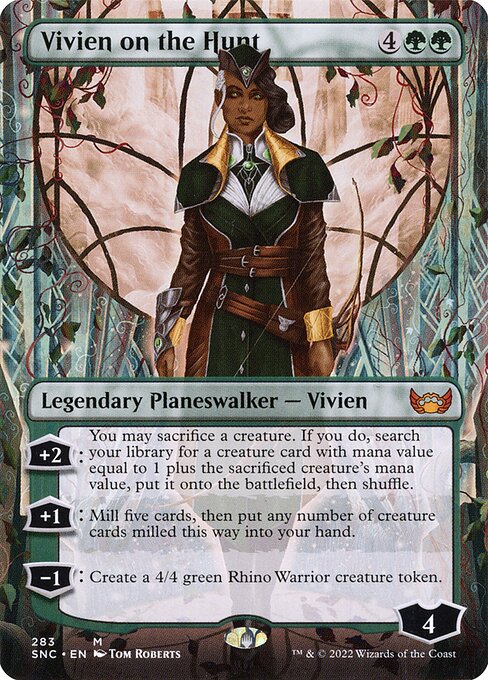 Vivien on the Hunt 4
Legendary Planeswalker — Vivien
+2: You may sacrifice a creature. If you do, search
your library for a creature card with mana value
equal to 1 plus the sacrificed creature's mana
value, put it onto the battlefield, then shuffle.
+1: Mill five cards, then put any number of creature
cards milled this way into your hand.
−1: Create a 4/4 green Rhino Warrior creature token.
4
283 M
SNC • EN Tom Roberts ™ & © 2022 Wizards of the Coast